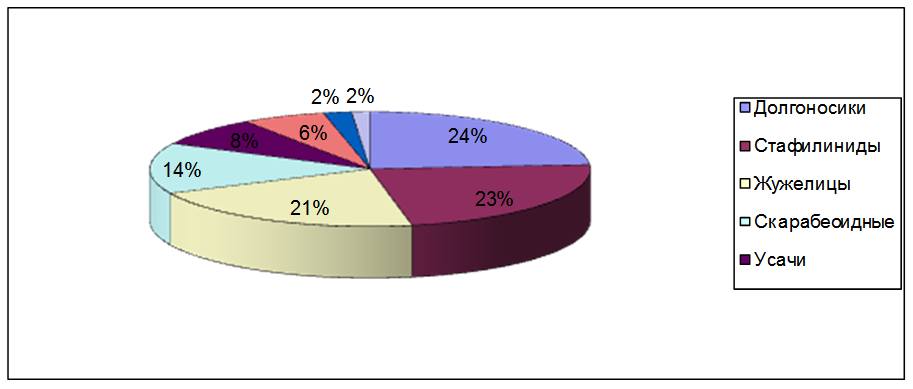 2% 2%
24%
6%
8%
14%
23%
21%
Долгоносики
Стафилиниды
Жужелицы
Скарабеоидные
Усачи